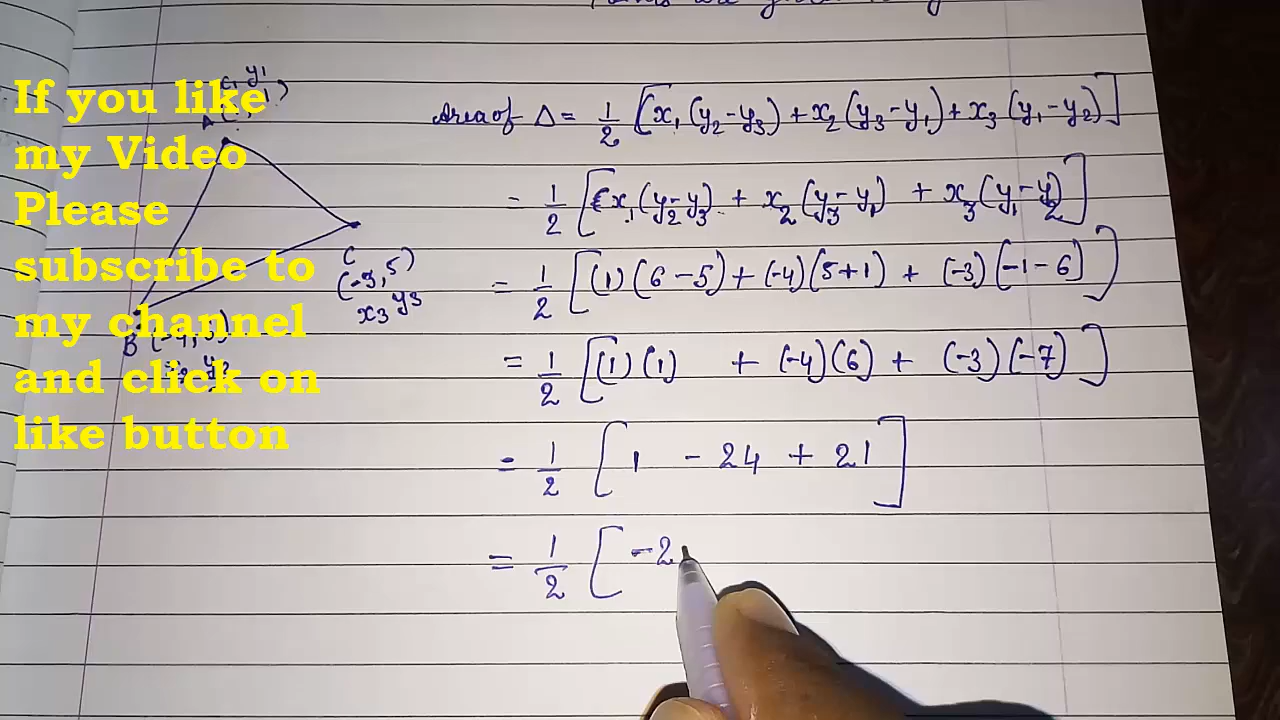 Area of Δ = 1/2 [x₁(y₂-y₃) + x₂(y₃-y₁) + x₃(y₁-y₂)]
= 1/2 [x₁(y₂-y₃) + x₂(y₃-y₁) + x₃(y₁-y₂)]
= 1/2 [(1)(6-5) + (-4)(5+1) + (-3)(-1-6)]
= 1/2 [(1)(1) + (-4)(6) + (-3)(-7)]
= 1/2 [1 - 24 + 21]
= 1/2 [-2
y₁
A
C
(-3,5)
x₃ y₃
B
If you like
my Video
Please
subscribe to
my channel
and click on
like button